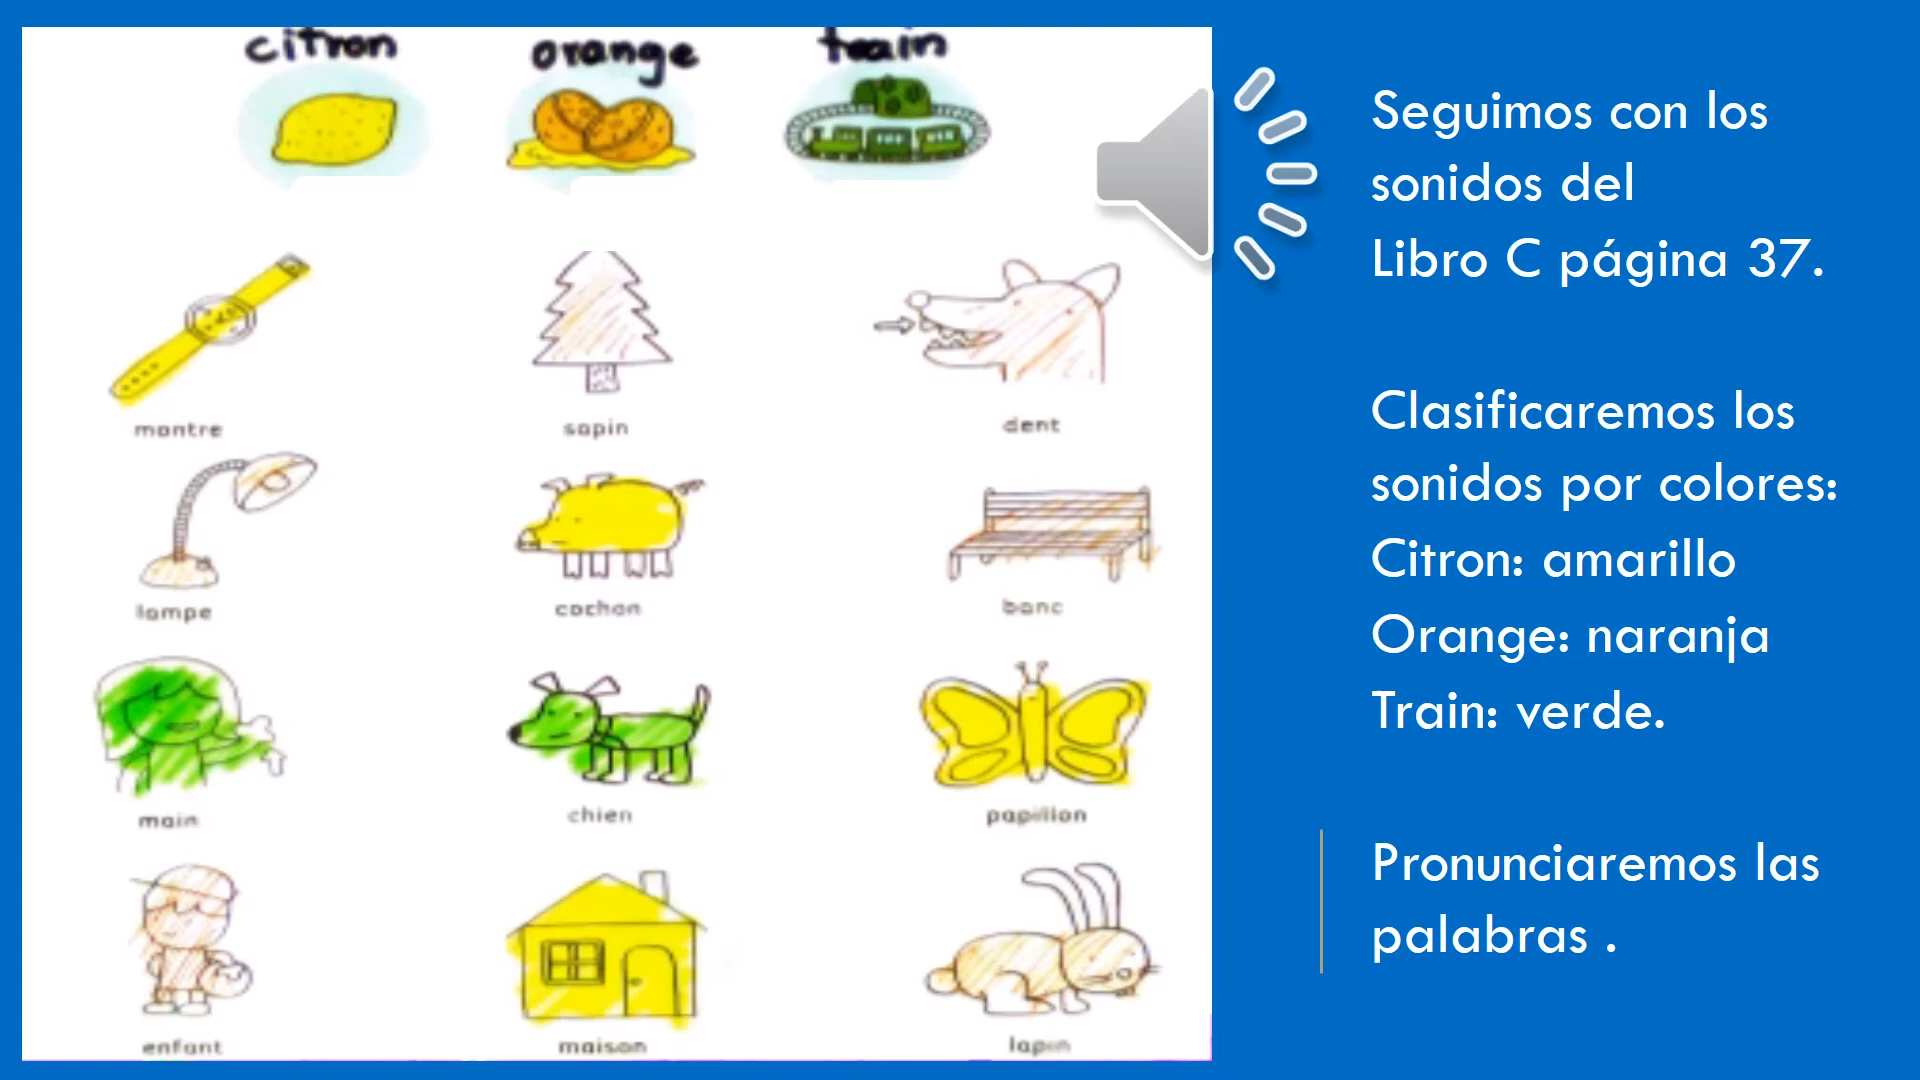 citron orange train
montre sapin dent
lampe cochon banc
main chien papillon
enfant maison lapin
Seguimos con los
sonidos del
Libro C página 37.
Clasificaremos los
sonidos por colores:
Citron: amarillo
Orange: naranja
Train: verde.
Pronunciaremos las
palabras .